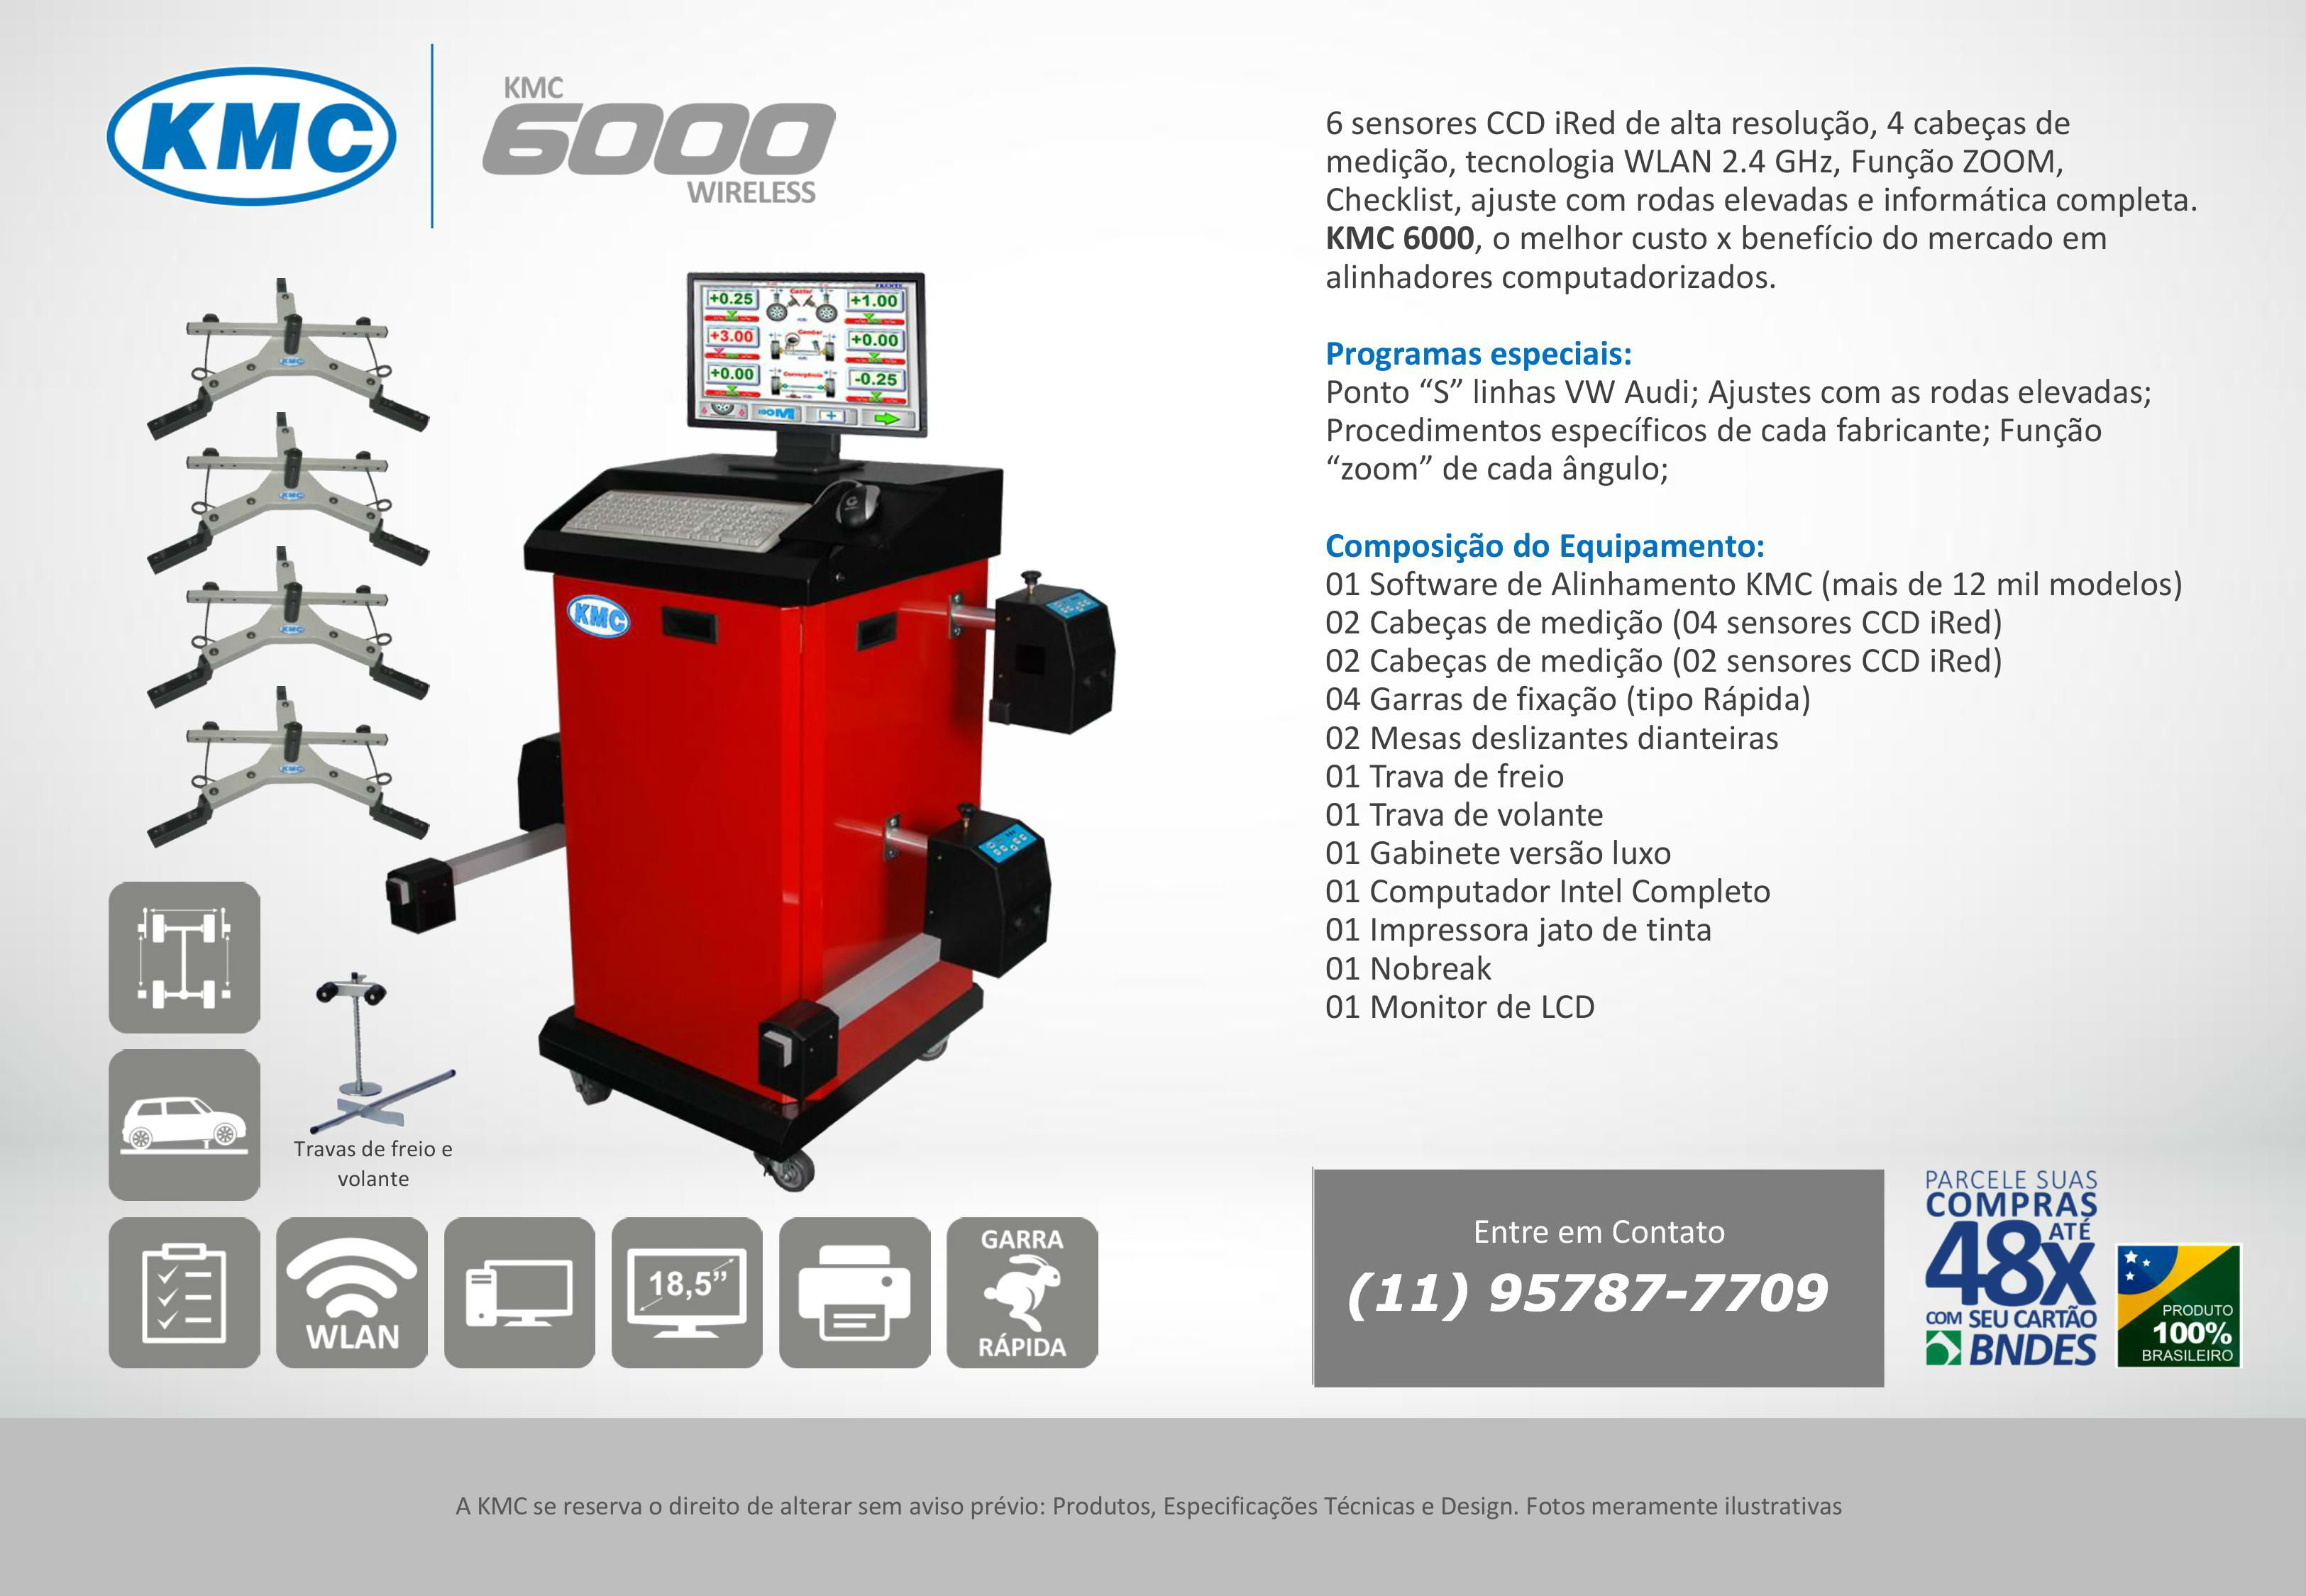 KMC
KMC
6000
WIRELESS
6 sensores CCD iRed de alta resolução, 4 cabeças de
medição, tecnologia WLAN 2.4 GHz, Função ZOOM,
Checklist, ajuste com rodas elevadas e informática completa.
KMC 6000, o melhor custo x benefício do mercado em
alinhadores computadorizados.
Programas especiais:
Ponto “S” linhas VW Audi; Ajustes com as rodas elevadas;
Procedimentos específicos de cada fabricante; Função
“zoom” de cada ângulo;
Composição do Equipamento:
01 Software de Alinhamento KMC (mais de 12 mil modelos)
02 Cabeças de medição (04 sensores CCD iRed)
02 Cabeças de medição (02 sensores CCD iRed)
04 Garras de fixação (tipo Rápida)
02 Mesas deslizantes dianteiras
01 Trava de freio
01 Trava de volante
01 Gabinete versão luxo
01 Computador Intel Completo
01 Impressora jato de tinta
01 Nobreak
01 Monitor de LCD
FRENTE
+0.25 Caster +1.00
+3.00 Camber +0.00
+0.00 Convergência -0.25
KMC
KMC
KMC
KMC
KMC
Travas de freio e
volante
WLAN
18,5”
GARRA
RÁPIDA
Entre em Contato
(11) 95787-7709
PARCELE SUAS
COMPRAS
ATÉ
48X
COM SEU CARTÃO
BNDES
PRODUTO
100%
BRASILEIRO
A KMC se reserva o direito de alterar sem aviso prévio: Produtos, Especificações Técnicas e Design. Fotos meramente ilustrativas